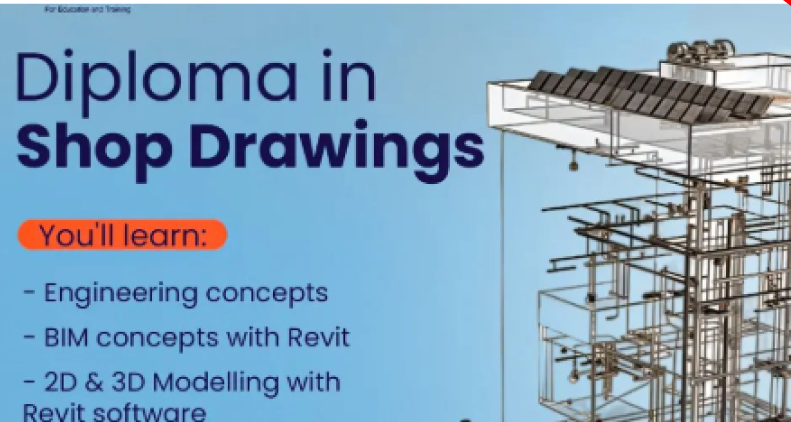 For Education and Training
Diploma in
Shop Drawings
You'll learn:
- Engineering concepts
- BIM concepts with Revit
- 2D & 3D Modelling with
Revit software